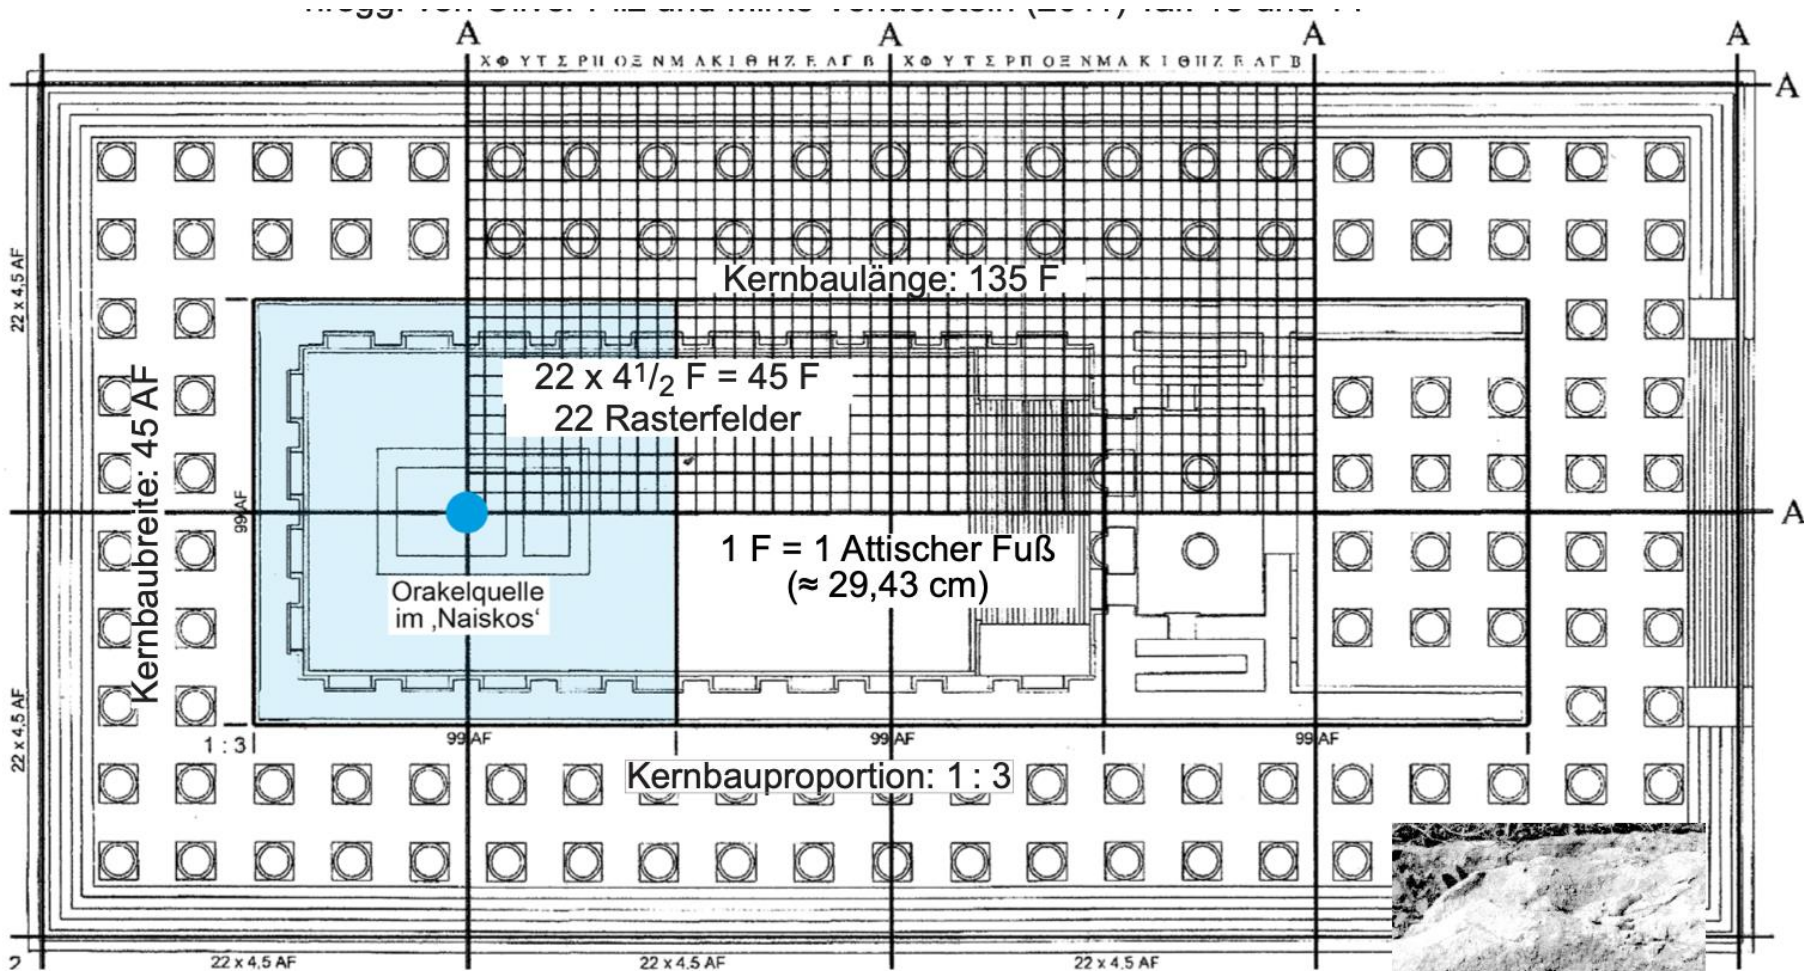 A A A A
Χ Φ Υ Τ Σ Ρ Π Ο Ξ Ν Μ Λ Κ Ι Θ Η Ζ Ε Δ Γ Β Χ Φ Υ Τ Σ Ρ Π Ο Ξ Ν Μ Λ Κ Ι Θ Η Ζ Ε Δ Γ Β
A
22 x 4,5 AF
Kernbaulänge: 135 F
22 x 4½ F = 45 F
22 Rasterfelder
Kernbaubreite: 45 AF
99 AF
A
1 F = 1 Attischer Fuß
(≈ 29,43 cm)
Orakelquelle
im ‚Naiskos‘
22 x 4,5 AF
1 : 3
99 AF 99 AF 99 AF
Kernbauproportion: 1 : 3
2 22 x 4,5 AF 22 x 4,5 AF 22 x 4,5 AF